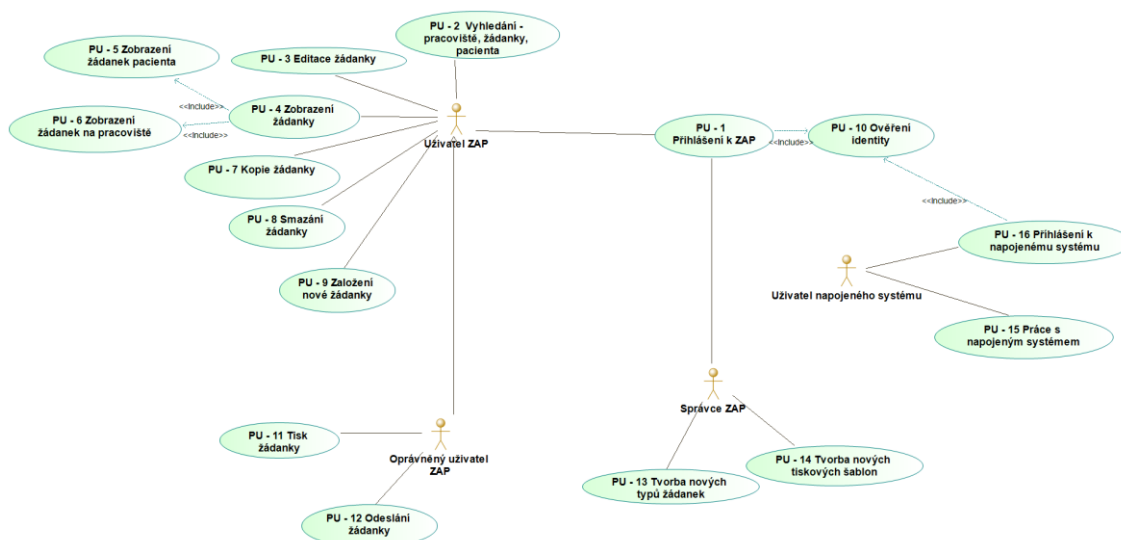 PU - 2 Vyhledání -
pracoviště, žádanky,
pacienta
PU - 5 Zobrazení
žádanek pacienta
PU - 3 Editace žádanky
<<Include>>
PU - 4 Zobrazení
žádanky
PU - 6 Zobrazení
žádanek na pracoviště
<<Include>>
Uživatel ZAP
PU - 1
Přihlášení k ZAP
<<Include>>
PU - 10 Ověření
identity
PU - 7 Kopie žádanky
<<Include>>
PU - 8 Smazání
žádanky
PU - 16 Přihlášení k
napojenému systému
PU - 9 Založení
nové žádanky
Uživatel napojeného systému
PU - 15 Práce s
napojeným systémem
Správce ZAP
PU - 11 Tisk
žádanky
Oprávněný uživatel
ZAP
PU - 14 Tvorba nových
tiskových šablon
PU - 13 Tvorba nových
typů žádanek
PU - 12 Odeslání
žádanky